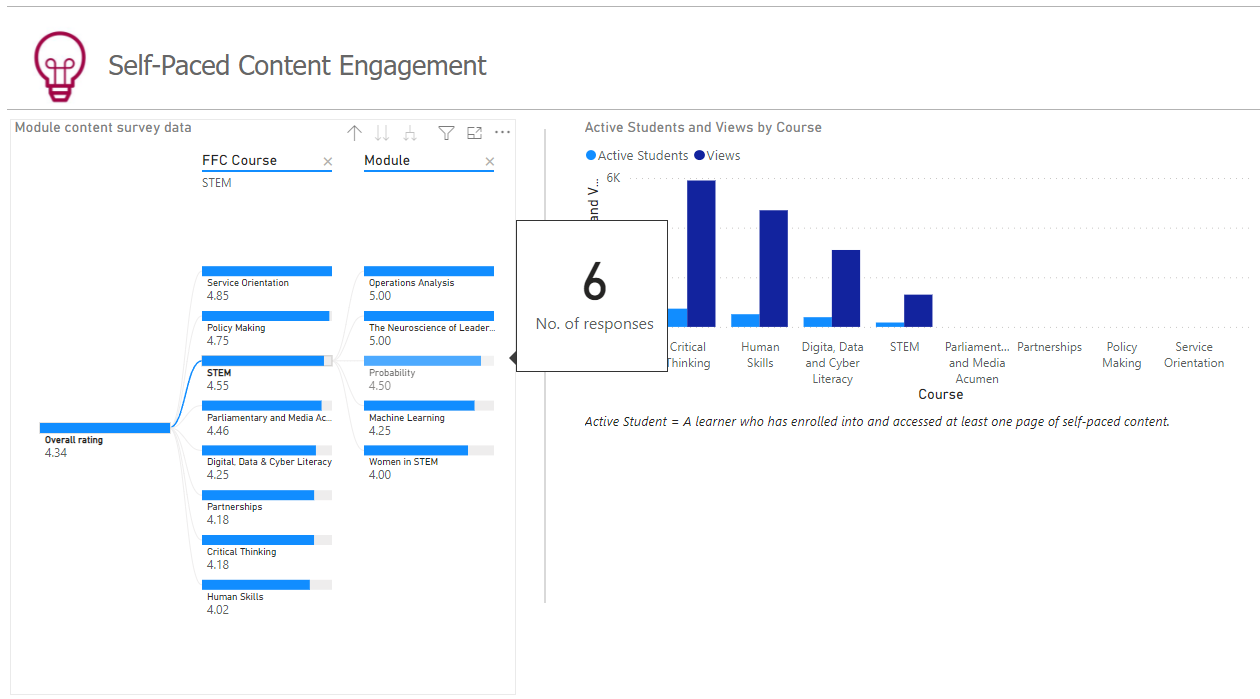 Self-Paced Content Engagement
Module content survey data
FFC Course
Module
STEM
Service Orientation
4.85
Policy Making
4.75
STEM
4.55
Parliamentary and Media Ac...
4.46
Digital, Data & Cyber Literacy
4.25
Partnerships
4.18
Critical Thinking
4.18
Human Skills
4.02
Overall rating
4.34
Operations Analysis
5.00
The Neuroscience of Leader...
5.00
Probability
4.50
Machine Learning
4.25
Women in STEM
4.00
6
No. of responses
Active Students and Views by Course
Active Students
Views
and V...
6K
Critical
Thinking
Human
Skills
Digita, Data
and Cyber
Literacy
STEM
Parliament...
and Media
Acumen
Partnerships
Policy
Making
Service
Orientation
Course
Active Student = A learner who has enrolled into and accessed at least one page of self-paced content.